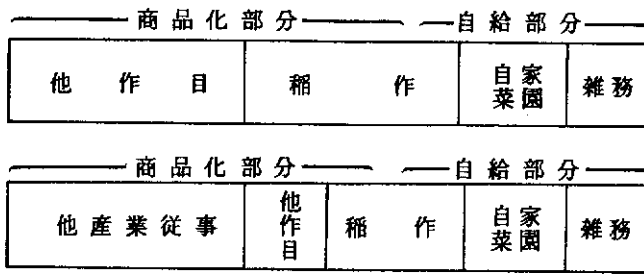 商品化部分 自給部分
他作目 稲作 自家菜園 雑務
商品化部分 自給部分
他産業従事 他作目 稲作 自家菜園 雑務